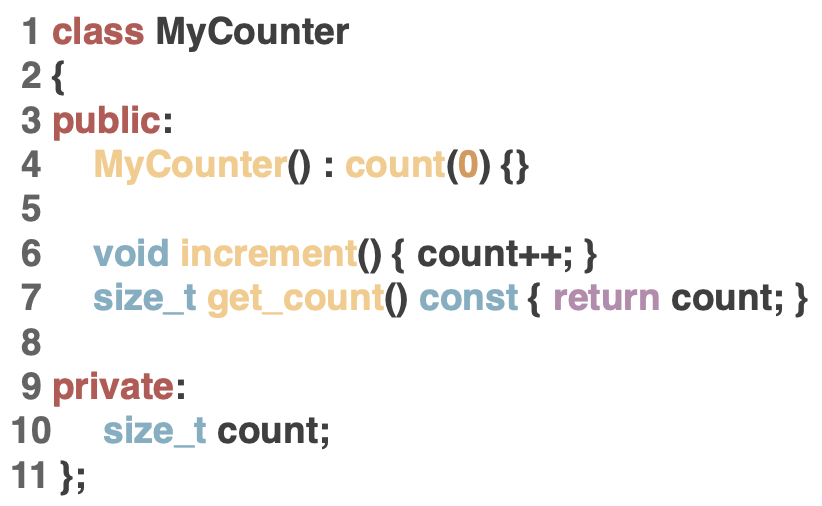 1 class MyCounter
2 {
3 public:
4     MyCounter() : count(0) {}
5
6     void increment() { count++; }
7     size_t get_count() const { return count; }
8
9 private:
10     size_t count;
11 };